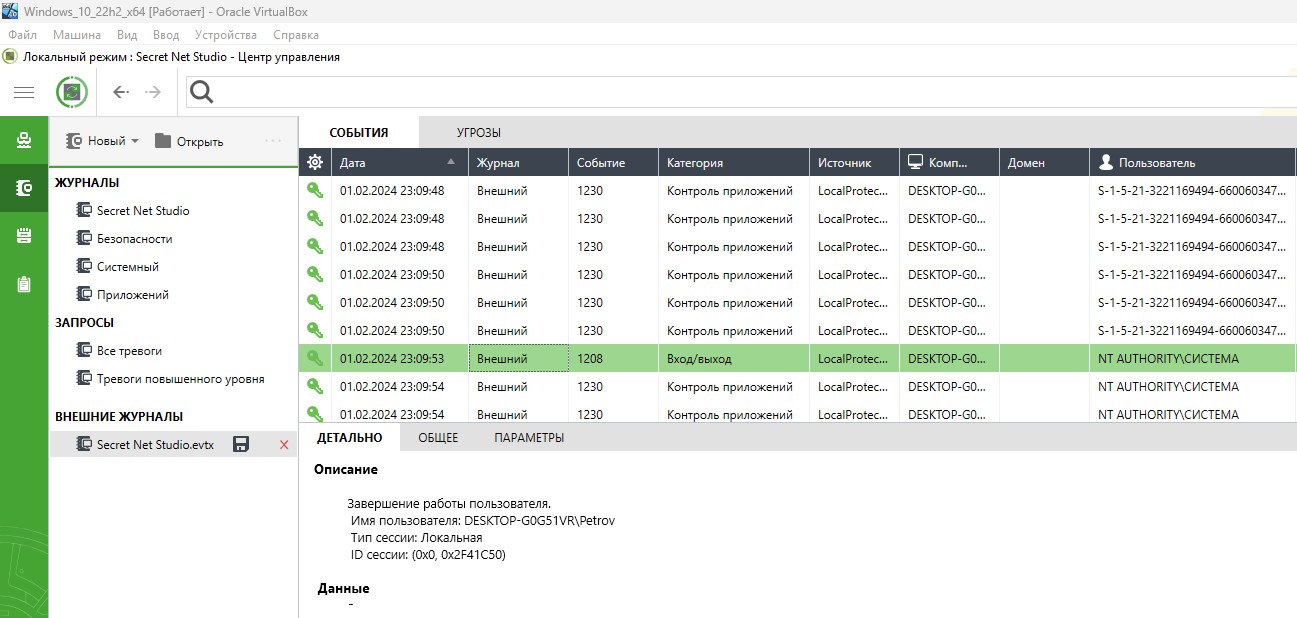 Windows_10_22h2_x64 [Работает] - Oracle VirtualBox
Файл Машина Вид Ввод Устройства Справка
Локальный режим : Secret Net Studio - Центр управления
Новый Открыть ...
СОБЫТИЯ УГРОЗЫ
Дата Журнал Событие Категория Источник Комп... Домен Пользователь
ЖУРНАЛЫ
Secret Net Studio
Безопасности
Системный
Приложений
ЗАПРОСЫ
Все тревоги
Тревоги повышенного уровня
ВНЕШНИЕ ЖУРНАЛЫ
Secret Net Studio.evtx
01.02.2024 23:09:48 Внешний 1230 Контроль приложений LocalProtec... DESKTOP-G0... S-1-5-21-3221169494-660060347...
01.02.2024 23:09:48 Внешний 1230 Контроль приложений LocalProtec... DESKTOP-G0... S-1-5-21-3221169494-660060347...
01.02.2024 23:09:48 Внешний 1230 Контроль приложений LocalProtec... DESKTOP-G0... S-1-5-21-3221169494-660060347...
01.02.2024 23:09:50 Внешний 1230 Контроль приложений LocalProtec... DESKTOP-G0... S-1-5-21-3221169494-660060347...
01.02.2024 23:09:50 Внешний 1230 Контроль приложений LocalProtec... DESKTOP-G0... S-1-5-21-3221169494-660060347...
01.02.2024 23:09:50 Внешний 1230 Контроль приложений LocalProtec... DESKTOP-G0... S-1-5-21-3221169494-660060347...
01.02.2024 23:09:53 Внешний 1208 Вход/выход LocalProtec... DESKTOP-G0... NT AUTHORITY\СИСТЕМА
01.02.2024 23:09:54 Внешний 1230 Контроль приложений LocalProtec... DESKTOP-G0... NT AUTHORITY\СИСТЕМА
01.02.2024 23:09:54 Внешний 1230 Контроль приложений LocalProtec... DESKTOP-G0... NT AUTHORITY\СИСТЕМА
ДЕТАЛЬНО ОБЩЕЕ ПАРАМЕТРЫ
Описание
Завершение работы пользователя.
Имя пользователя: DESKTOP-G0G51VR\Petrov
Тип сессии: Локальная
ID сессии: (0x0, 0x2F41C50)
Данные
-